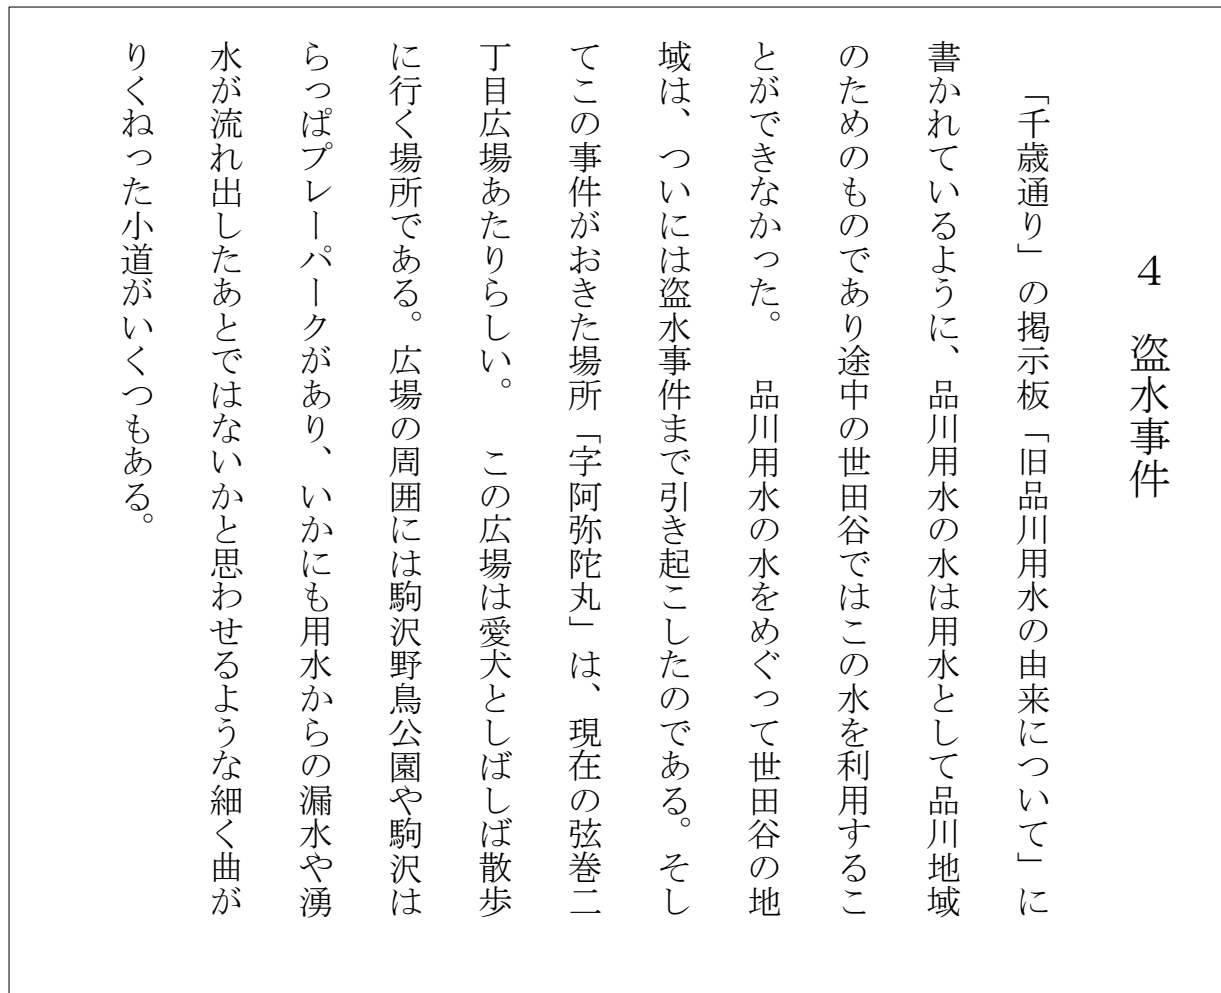 4　盗水事件
「千歳通り」の掲示板「旧品川用水の由来について」に
書かれているように、品川用水の水は用水として品川地域
のためのものであり途中の世田谷ではこの水を利用するこ
とができなかった。　品川用水の水をめぐって世田谷の地
域は、ついには盗水事件まで引き起こしたのである。そし
てこの事件がおきた場所「字阿弥陀丸」は、現在の弦巻二
丁目広場あたりらしい。　この広場は愛犬としばしば散歩
に行く場所である。広場の周囲には駒沢野鳥公園や駒沢は
らっぱプレーパークがあり、いかにも用水からの漏水や湧
水が流れ出したあとではないかと思わせるような細く曲が
りくねった小道がいくつもある。